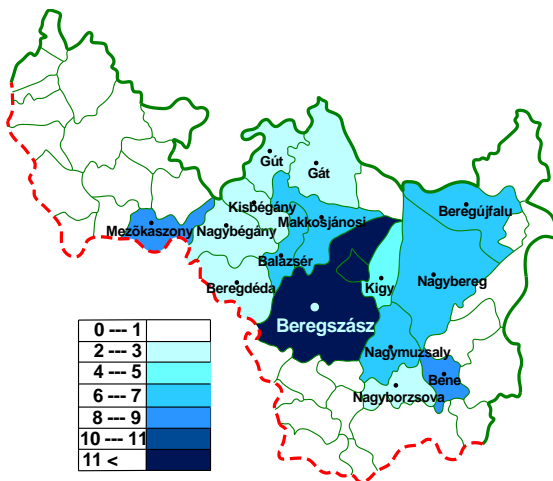 Gút
Gát
Kisbégány
Makkosjánosi
Beregújfalu
Mezőkaszony
Nagybégány
Balazsér
Beregdéda
Kigy
Nagybereg
Beregszász
Nagymuzsaly
Bene
Nagyborzsova
0 --- 1
2 --- 3
4 --- 5
6 --- 7
8 --- 9
10 --- 11
11 <